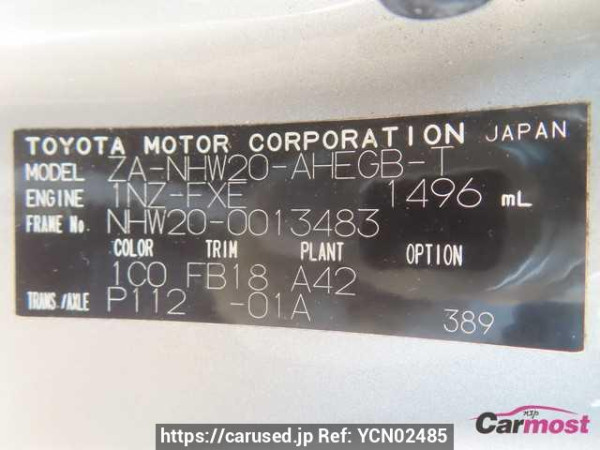 TOYOTA MOTOR CORPORATION JAPAN
MODEL ZA-NHW20-AHEGB-T
ENGINE 1NZ-FXE 1496 mL
FRAME No. NHW20-0013483
COLOR TRIM PLANT OPTION
1C0 FB18 A42
TRANS/AXLE P112 -01A
389
Carmost
https://carused.jp Ref: YCN02485